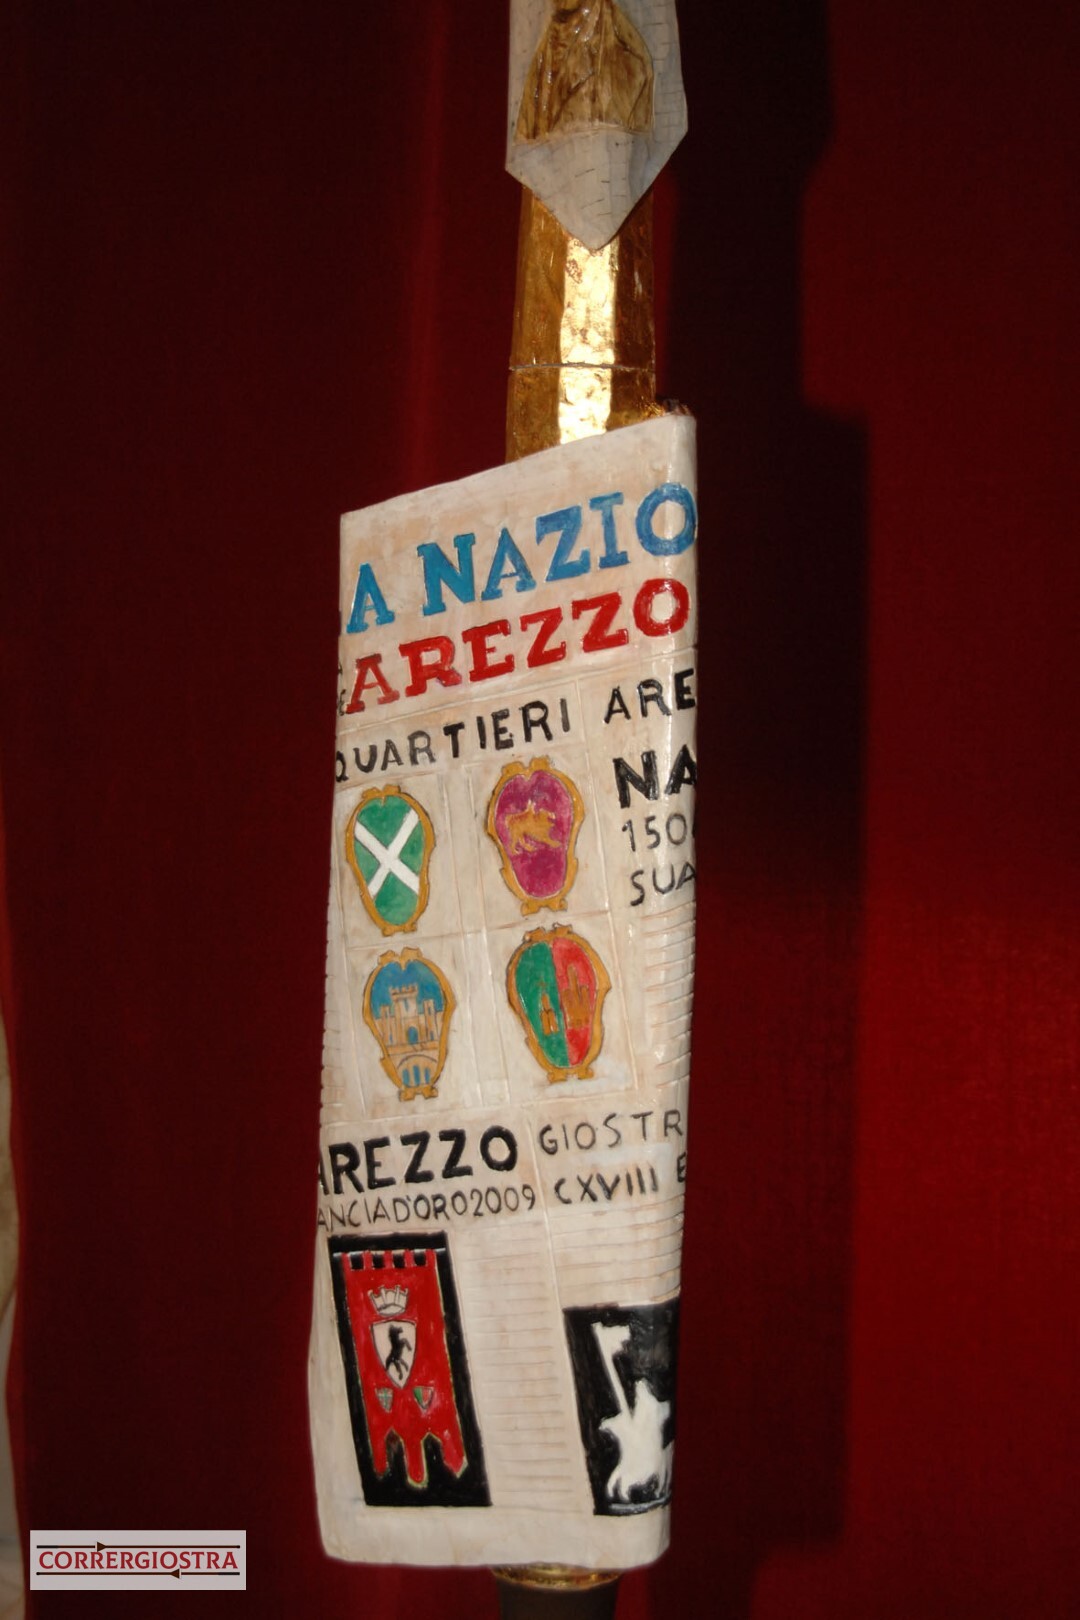 A NAZIO
AREZZO
QUARTIERI ARE
NA
150
SUA
AREZZO
ANCIAD'ORO2009
GIOSTR
CXVIII E
CORRERGIOSTRA